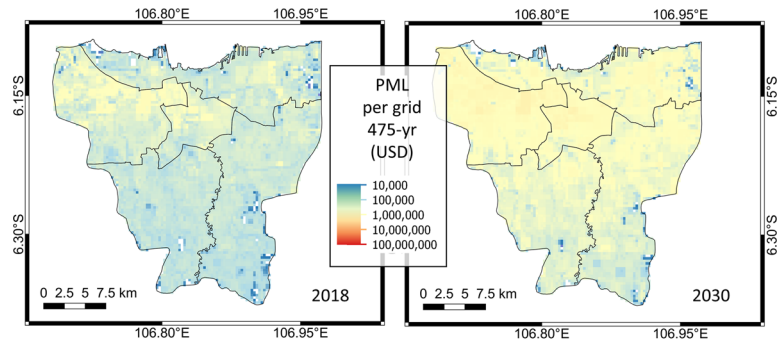 106.80°E 106.95°E 106.80°E 106.95°E
6.15°S
6.30°S
PML
per grid
475-yr
(USD)
10,000
100,000
1,000,000
10,000,000
100,000,000
6.15°S
6.30°S
0 2.5 5 7.5 km
2018
0 2.5 5 7.5 km
2030
106.80°E 106.95°E 106.80°E 106.95°E